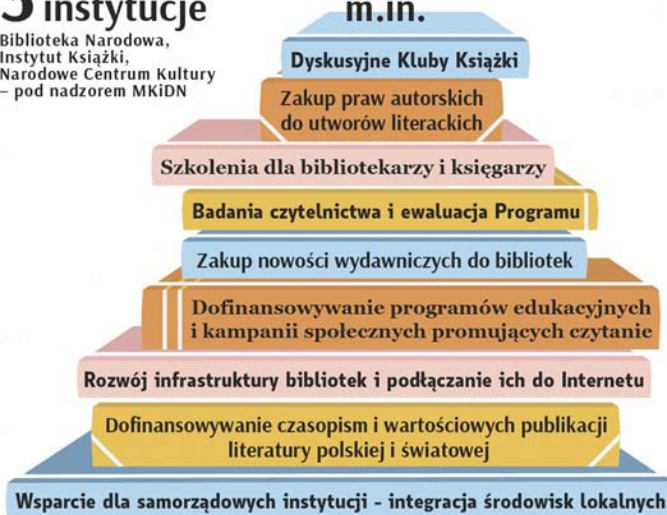 3 instytucje
Biblioteka Narodowa,
Instytut Książki,
Narodowe Centrum Kultury
– pod nadzorem MKiDN
m.in.
Dyskusyjne Kluby Książki
Zakup praw autorskich
do utworów literackich
Szkolenia dla bibliotekarzy i księgarzy
Badania czytelnictwa i ewaluacja Programu
Zakup nowości wydawniczych do bibliotek
Dofinansowywanie programów edukacyjnych
i kampanii społecznych promujących czytanie
Rozwój infrastruktury bibliotek i podłączanie ich do Internetu
Dofinansowywanie czasopism i wartościowych publikacji
literatury polskiej i światowej
Wsparcie dla samorządowych instytucji - integracja środowisk lokalnych